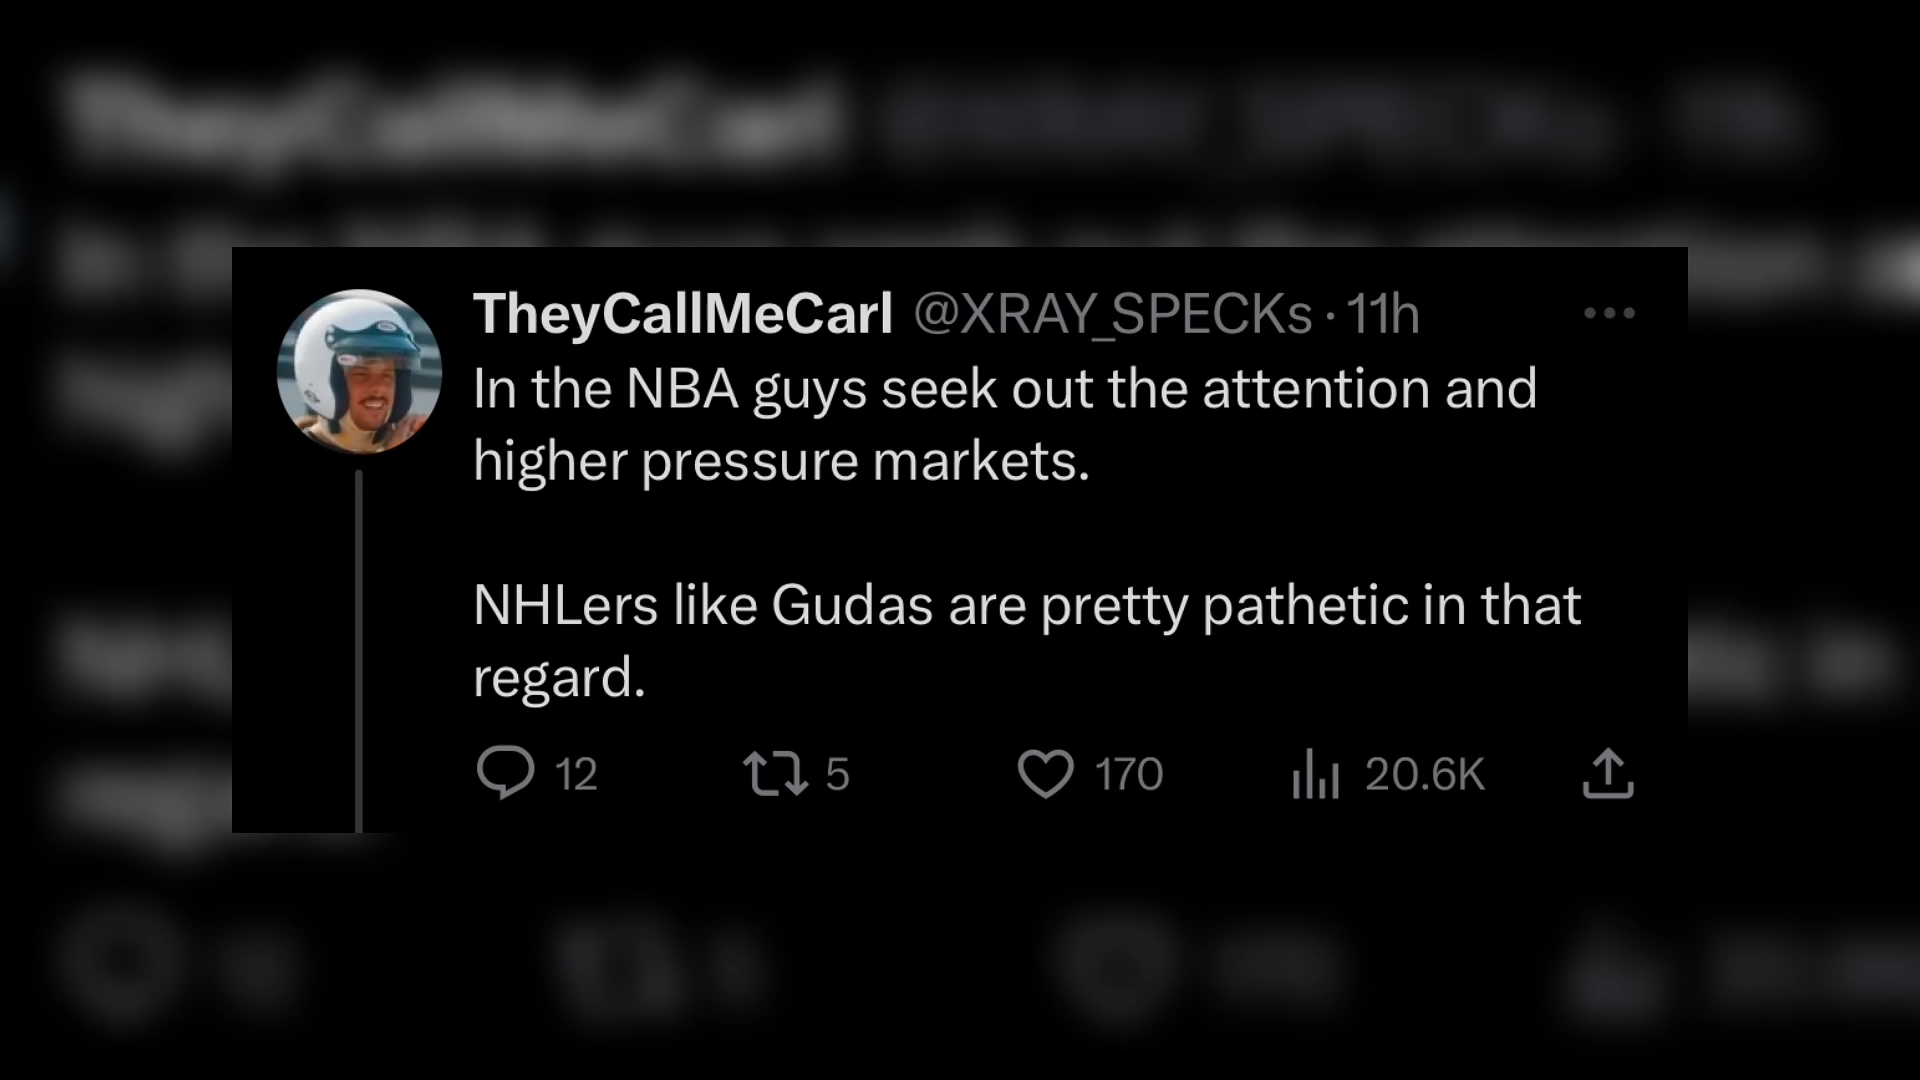 TheyCallMeCarl @XRAY_SPECKs · 11h
In the NBA guys seek out the attention and
higher pressure markets.
NHLers like Gudas are pretty pathetic in that
regard.
12 5 170 20.6K